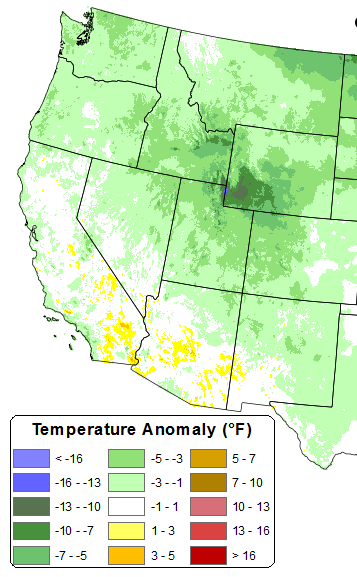 Temperature Anomaly (°F)
< -16 -5 - -3 5 - 7
-16 - -13 -3 - -1 7 - 10
-13 - -10 -1 - 1 10 - 13
-10 - -7 1 - 3 13 - 16
-7 - -5 3 - 5 > 16